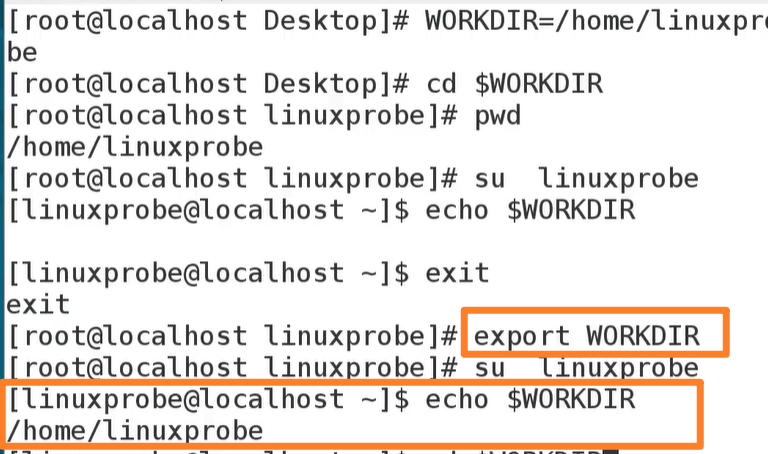 [root@localhost Desktop]# WORKDIR=/home/linuxpro
be
[root@localhost Desktop]# cd $WORKDIR
[root@localhost linuxprobe]# pwd
/home/linuxprobe
[root@localhost linuxprobe]# su  linuxprobe
[linuxprobe@localhost ~]$ echo $WORKDIR
[linuxprobe@localhost ~]$ exit
exit
[root@localhost linuxprobe]# export WORKDIR
[root@localhost linuxprobe]# su  linuxprobe
[linuxprobe@localhost ~]$ echo $WORKDIR
/home/linuxprobe